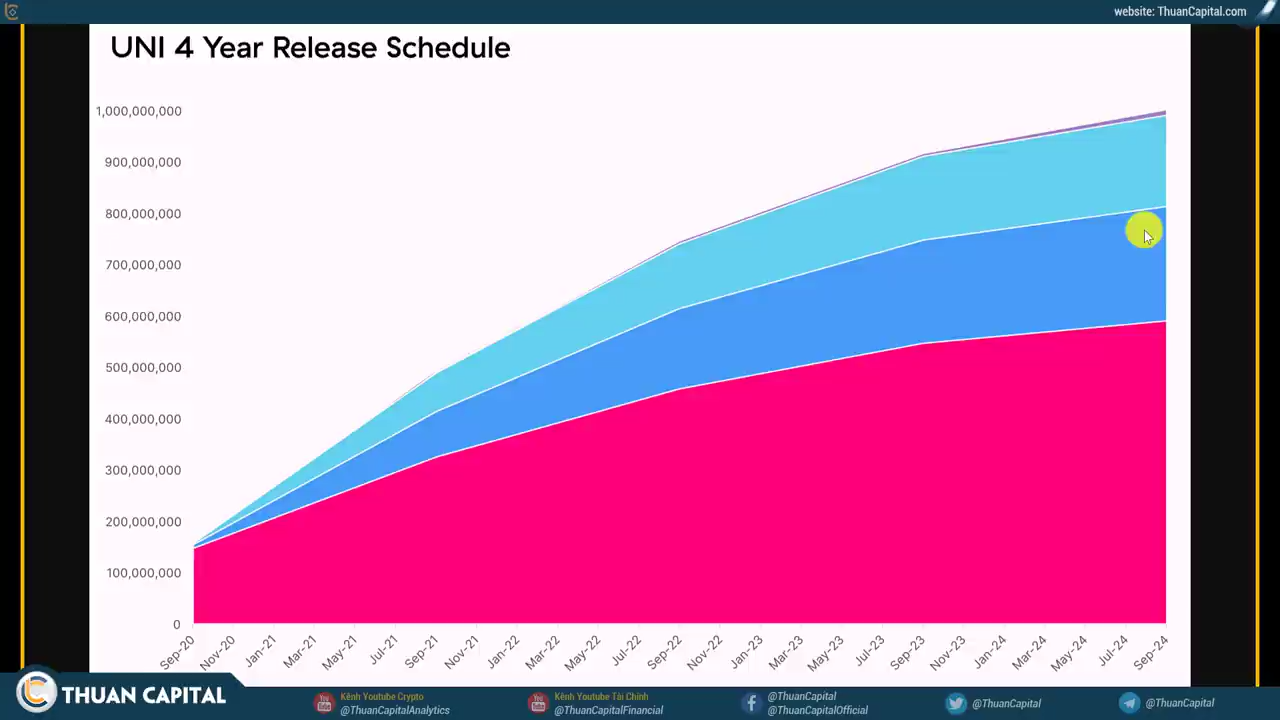 website: ThuanCapital.com
UNI 4 Year Release Schedule
1,000,000,000
900,000,000
800,000,000
700,000,000
600,000,000
500,000,000
400,000,000
300,000,000
200,000,000
100,000,000
0
Sep-20 Nov-20 Jan-21 Mar-21 May-21 Jul-21 Sep-21 Nov-21 Jan-22 Mar-22 May-22 Jul-22 Sep-22 Nov-22 Jan-23 Mar-23 May-23 Jul-23 Sep-23 Nov-23 Jan-24 Mar-24 May-24 Jul-24 Sep-24
THUAN CAPITAL
Kênh Youtube Crypto
@ThuanCapitalAnalytics
Kênh Youtube Tài Chính
@ThuanCapitalFinancial
@ThuanCapital
@ThuanCapitalOfficial
@ThuanCapital
@ThuanCapital